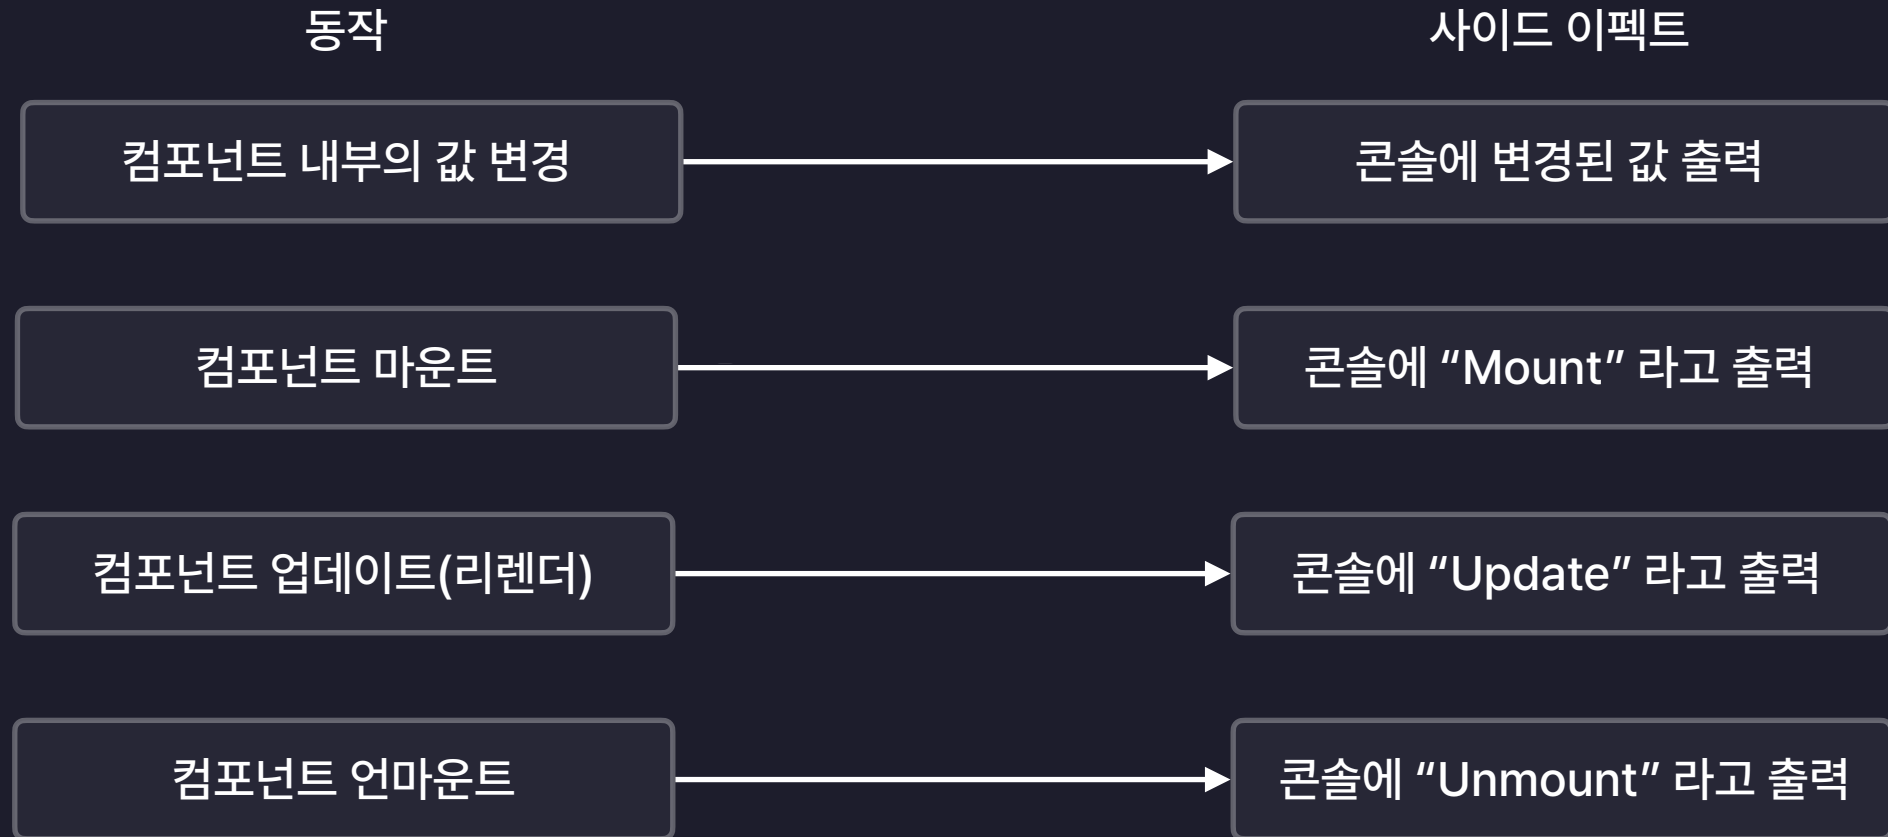 동작
사이드 이펙트
컴포넌트 내부의 값 변경
콘솔에 변경된 값 출력
컴포넌트 마운트
콘솔에 “Mount” 라고 출력
컴포넌트 업데이트(리렌더)
콘솔에 “Update” 라고 출력
컴포넌트 언마운트
콘솔에 “Unmount” 라고 출력